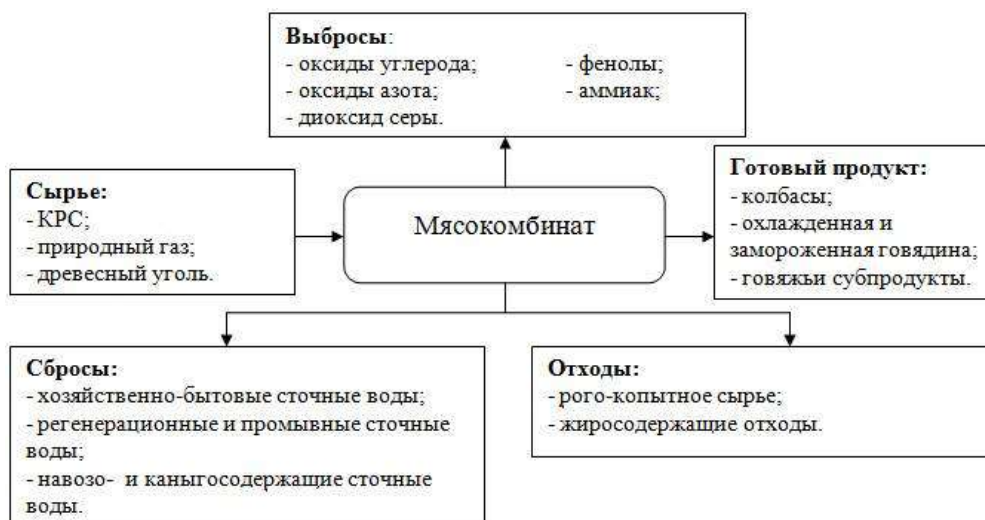 Выбросы:
- оксиды углерода; - фенолы;
- оксиды азота; - аммиак;
- диоксид серы.
Сырье:
- КРС;
- природный газ;
- древесный уголь.
Мясокомбинат
Готовый продукт:
- колбасы;
- охлажденная и
замороженная говядина;
- говяжьи субпродукты.
Сбросы:
- хозяйственно-бытовые сточные воды;
- регенерационные и промывные сточные
воды;
- навозо- и каныгосодержащие сточные
воды.
Отходы:
- рого-копытное сырье;
- жиросодержащие отходы.